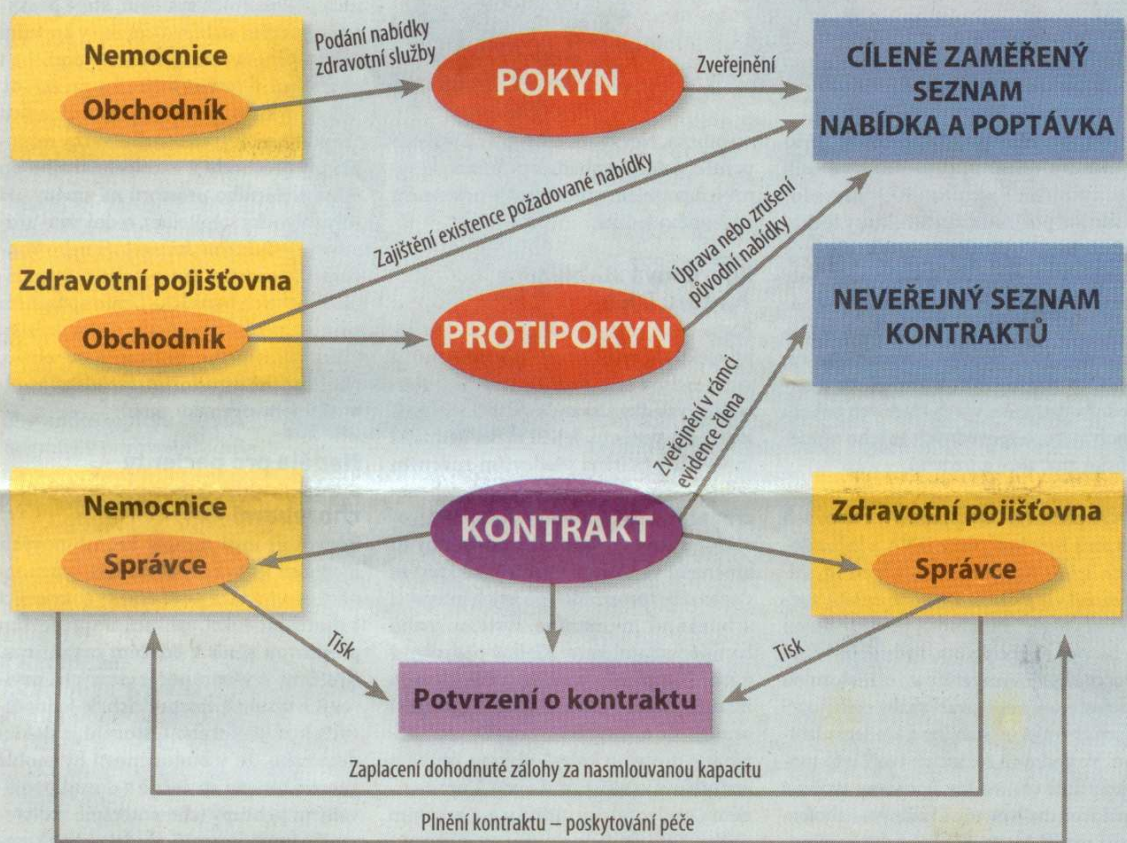 Nemocnice
Obchodník
Podání nabídky
zdravotní služby
POKYN
Zveřejnění
CÍLENĚ ZAMĚŘENÝ
SEZNAM
NABÍDKA A POPTÁVKA
Zajištění existence požadované nabídky
Zdravotní pojišťovna
Obchodník
PROTIPOKYN
Úprava nebo zrušení
původní nabídky
NEVEŘEJNÝ SEZNAM
KONTRAKTŮ
Zveřejnění v rámci
evidence člena
Nemocnice
Správce
KONTRAKT
Zdravotní pojišťovna
Správce
Tisk
Tisk
Potvrzení o kontraktu
Zaplacení dohodnuté zálohy za nasmlouvanou kapacitu
Plnění kontraktu – poskytování péče